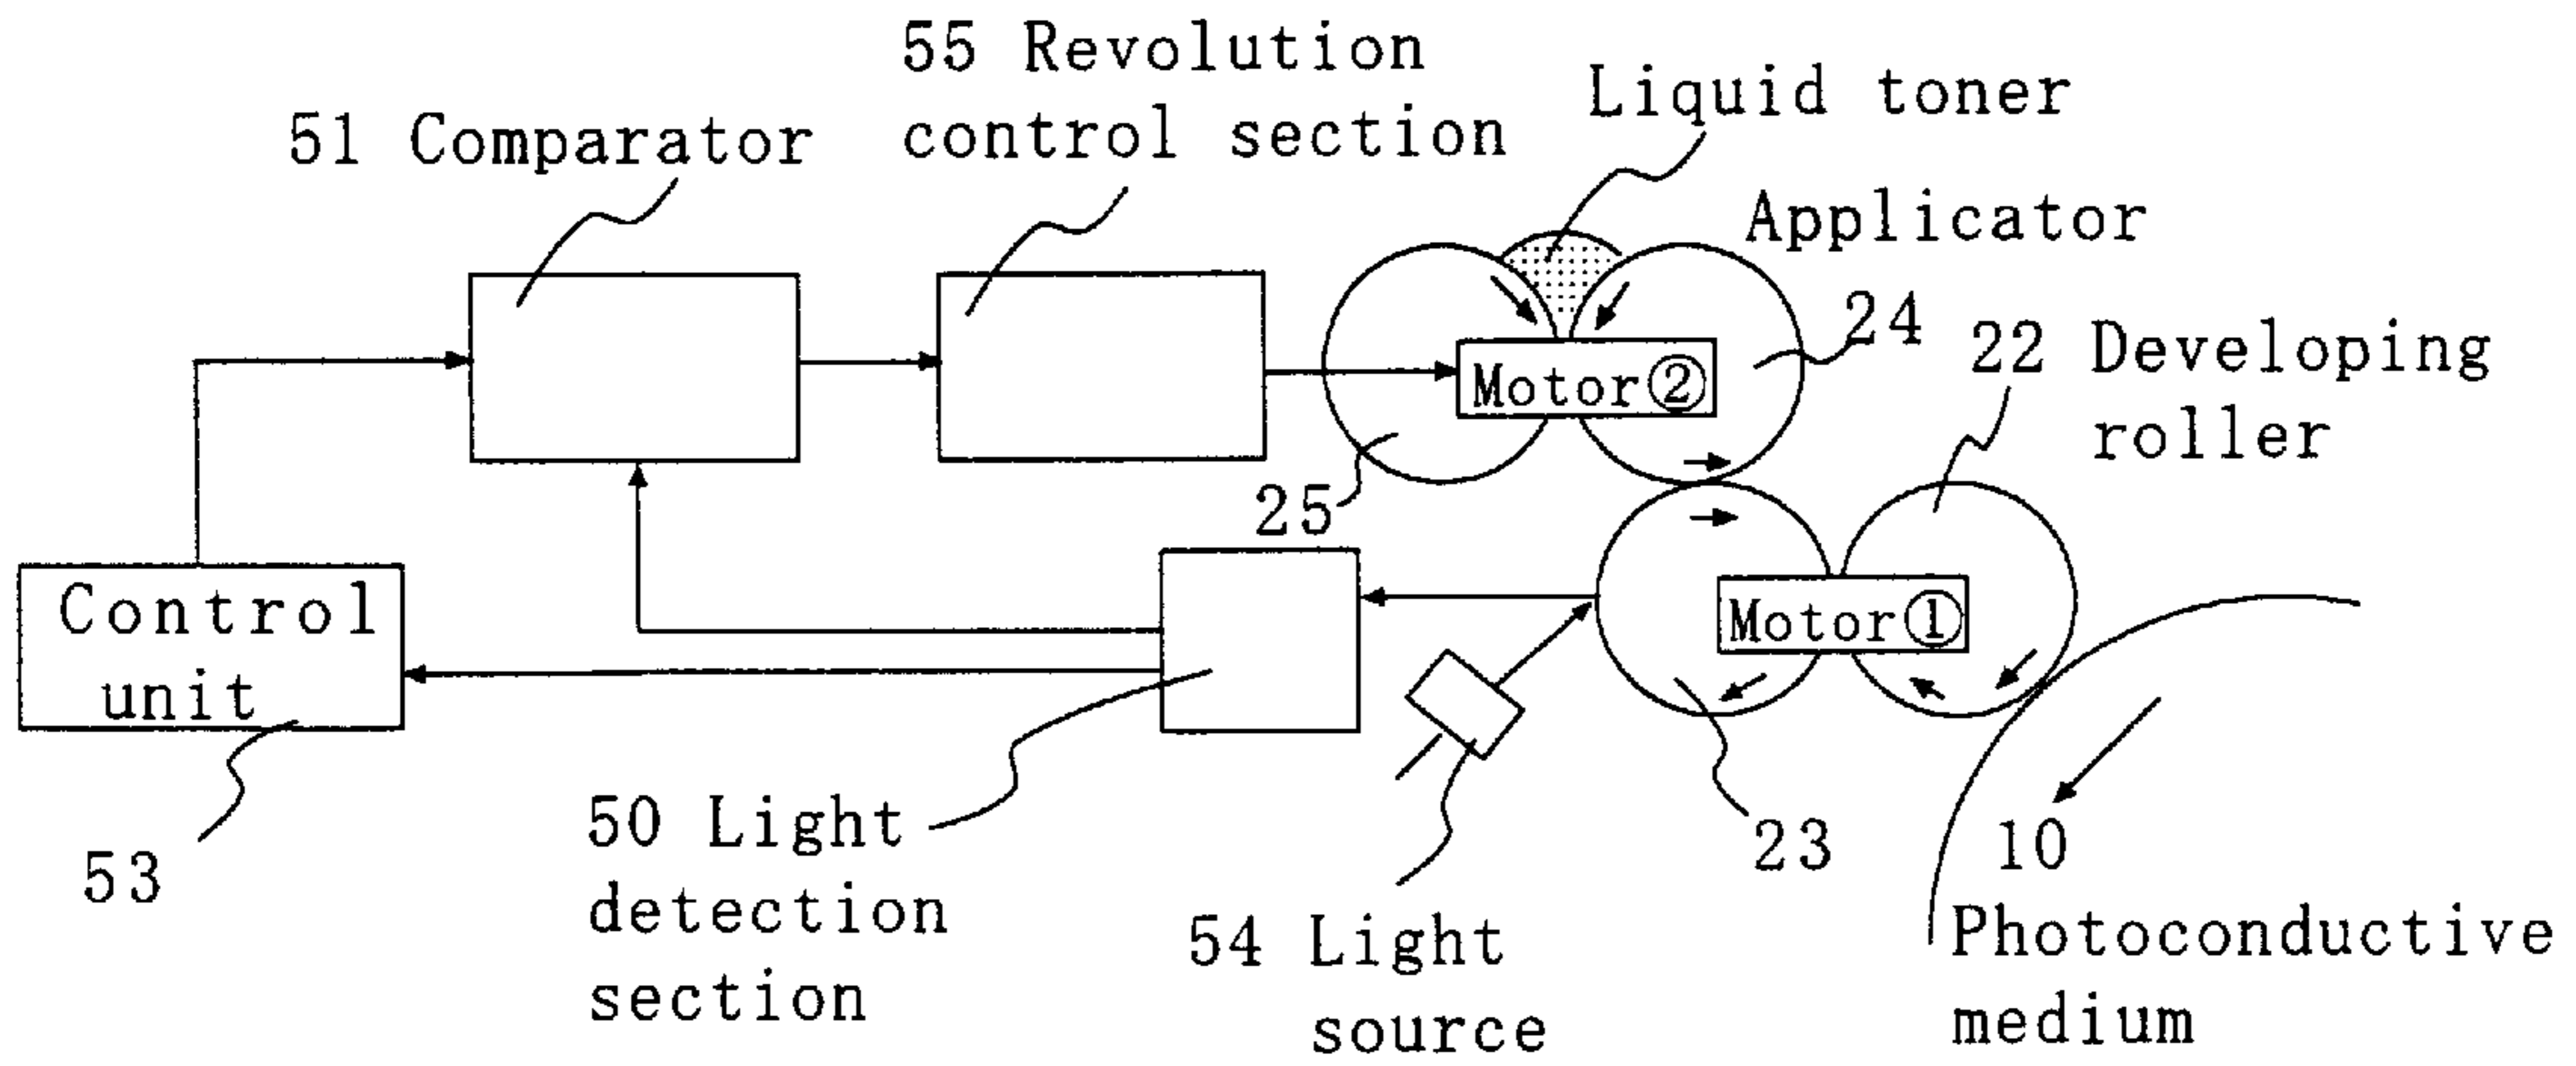 55 Revolution
control section
Liquid toner
51 Comparator
Applicator
24
22 Developing
roller
Motor②
25
Control
unit
Motor①
53
50 Light
detection
section
54 Light
source
23
10
Photoconductive
medium